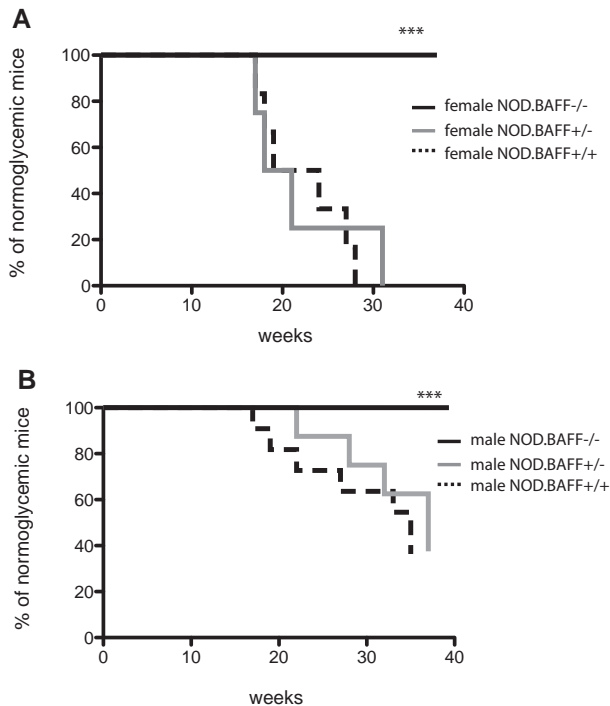 A
***
% of normoglycemic mice
100
80
60
40
20
0
0 10 20 30 40
weeks
female NOD.BAFF-/-
female NOD.BAFF+/-
female NOD.BAFF+/+
B
***
% of normoglycemic mice
100
80
60
40
20
0
0 10 20 30 40
weeks
male NOD.BAFF-/-
male NOD.BAFF+/-
male NOD.BAFF+/+